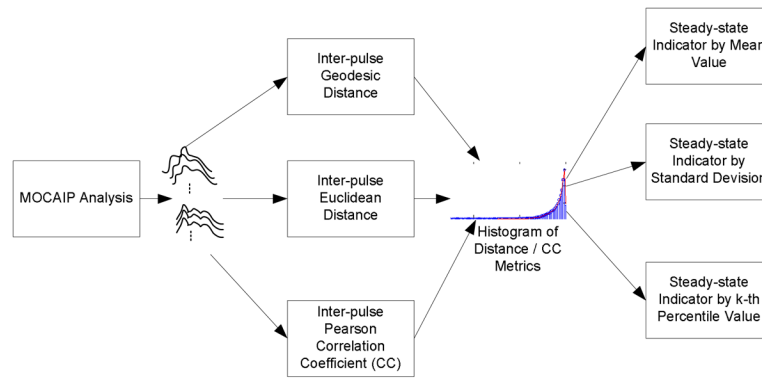 MOCAIP Analysis
Inter-pulse
Geodesic
Distance
Inter-pulse
Euclidean
Distance
Inter-pulse
Pearson
Correlation
Coefficient (CC)
Histogram of
Distance / CC
Metrics
Steady-state
Indicator by Mean
Value
Steady-state
Indicator by
Standard Devision
Steady-state
Indicator by k-th
Percentile Value